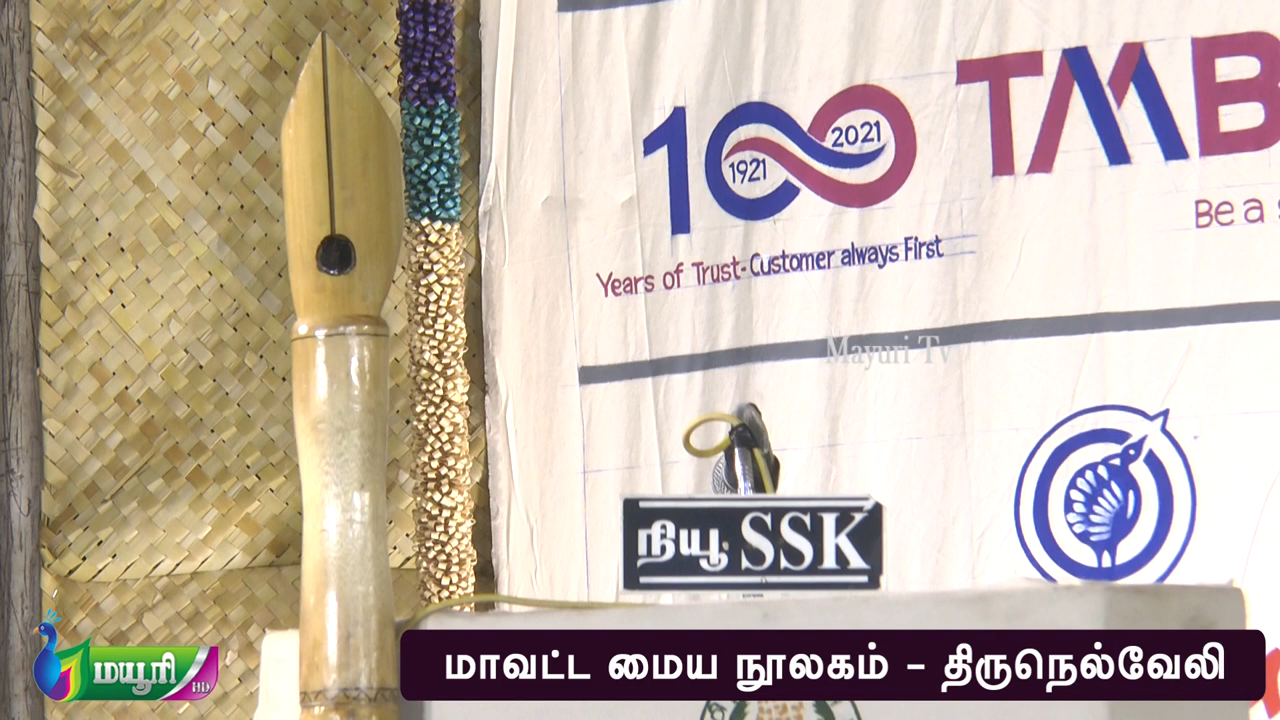 100 TMB
1921 2021
Be a
Years of Trust-Customer always First
Mayuri Tv
நியூ SSK
மயூரி HD
மாவட்ட மைய நூலகம் - திருநெல்வேலி